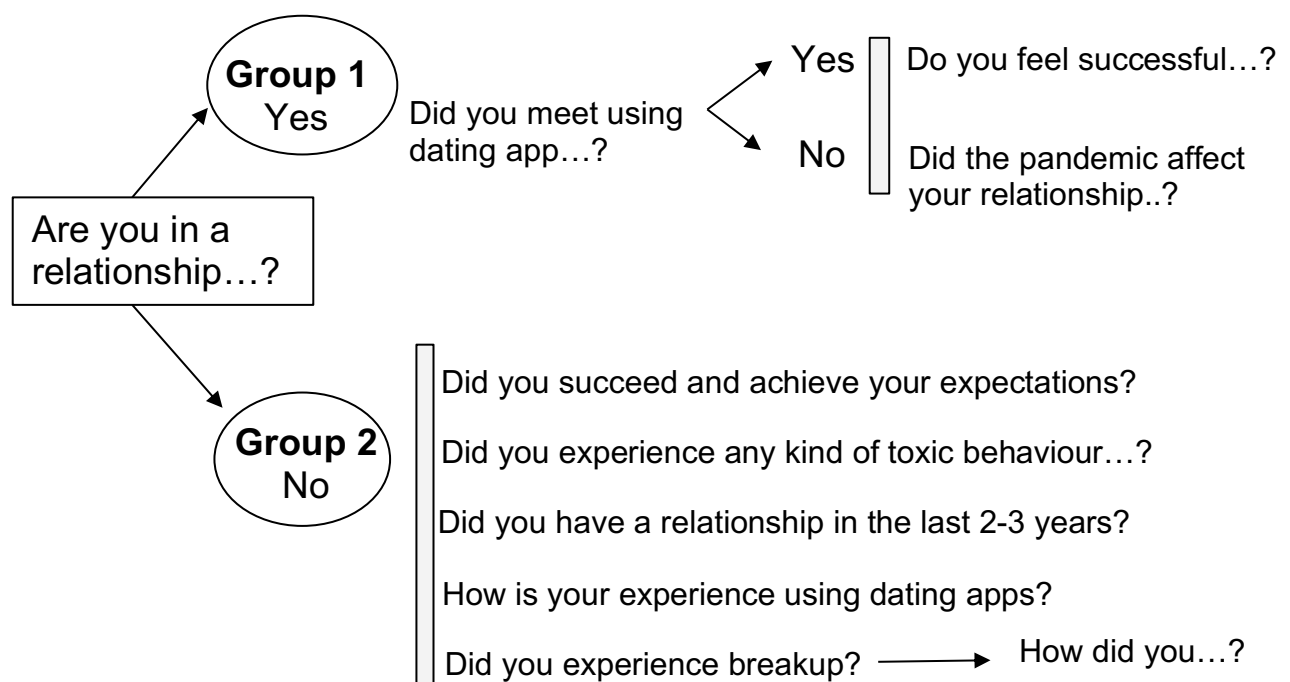 Are you in a
relationship…?
Group 1
Yes
Did you meet using
dating app…?
Yes
No
Do you feel successful…?
Did the pandemic affect
your relationship..?
Group 2
No
Did you succeed and achieve your expectations?
Did you experience any kind of toxic behaviour…?
Did you have a relationship in the last 2-3 years?
How is your experience using dating apps?
Did you experience breakup?
How did you…?